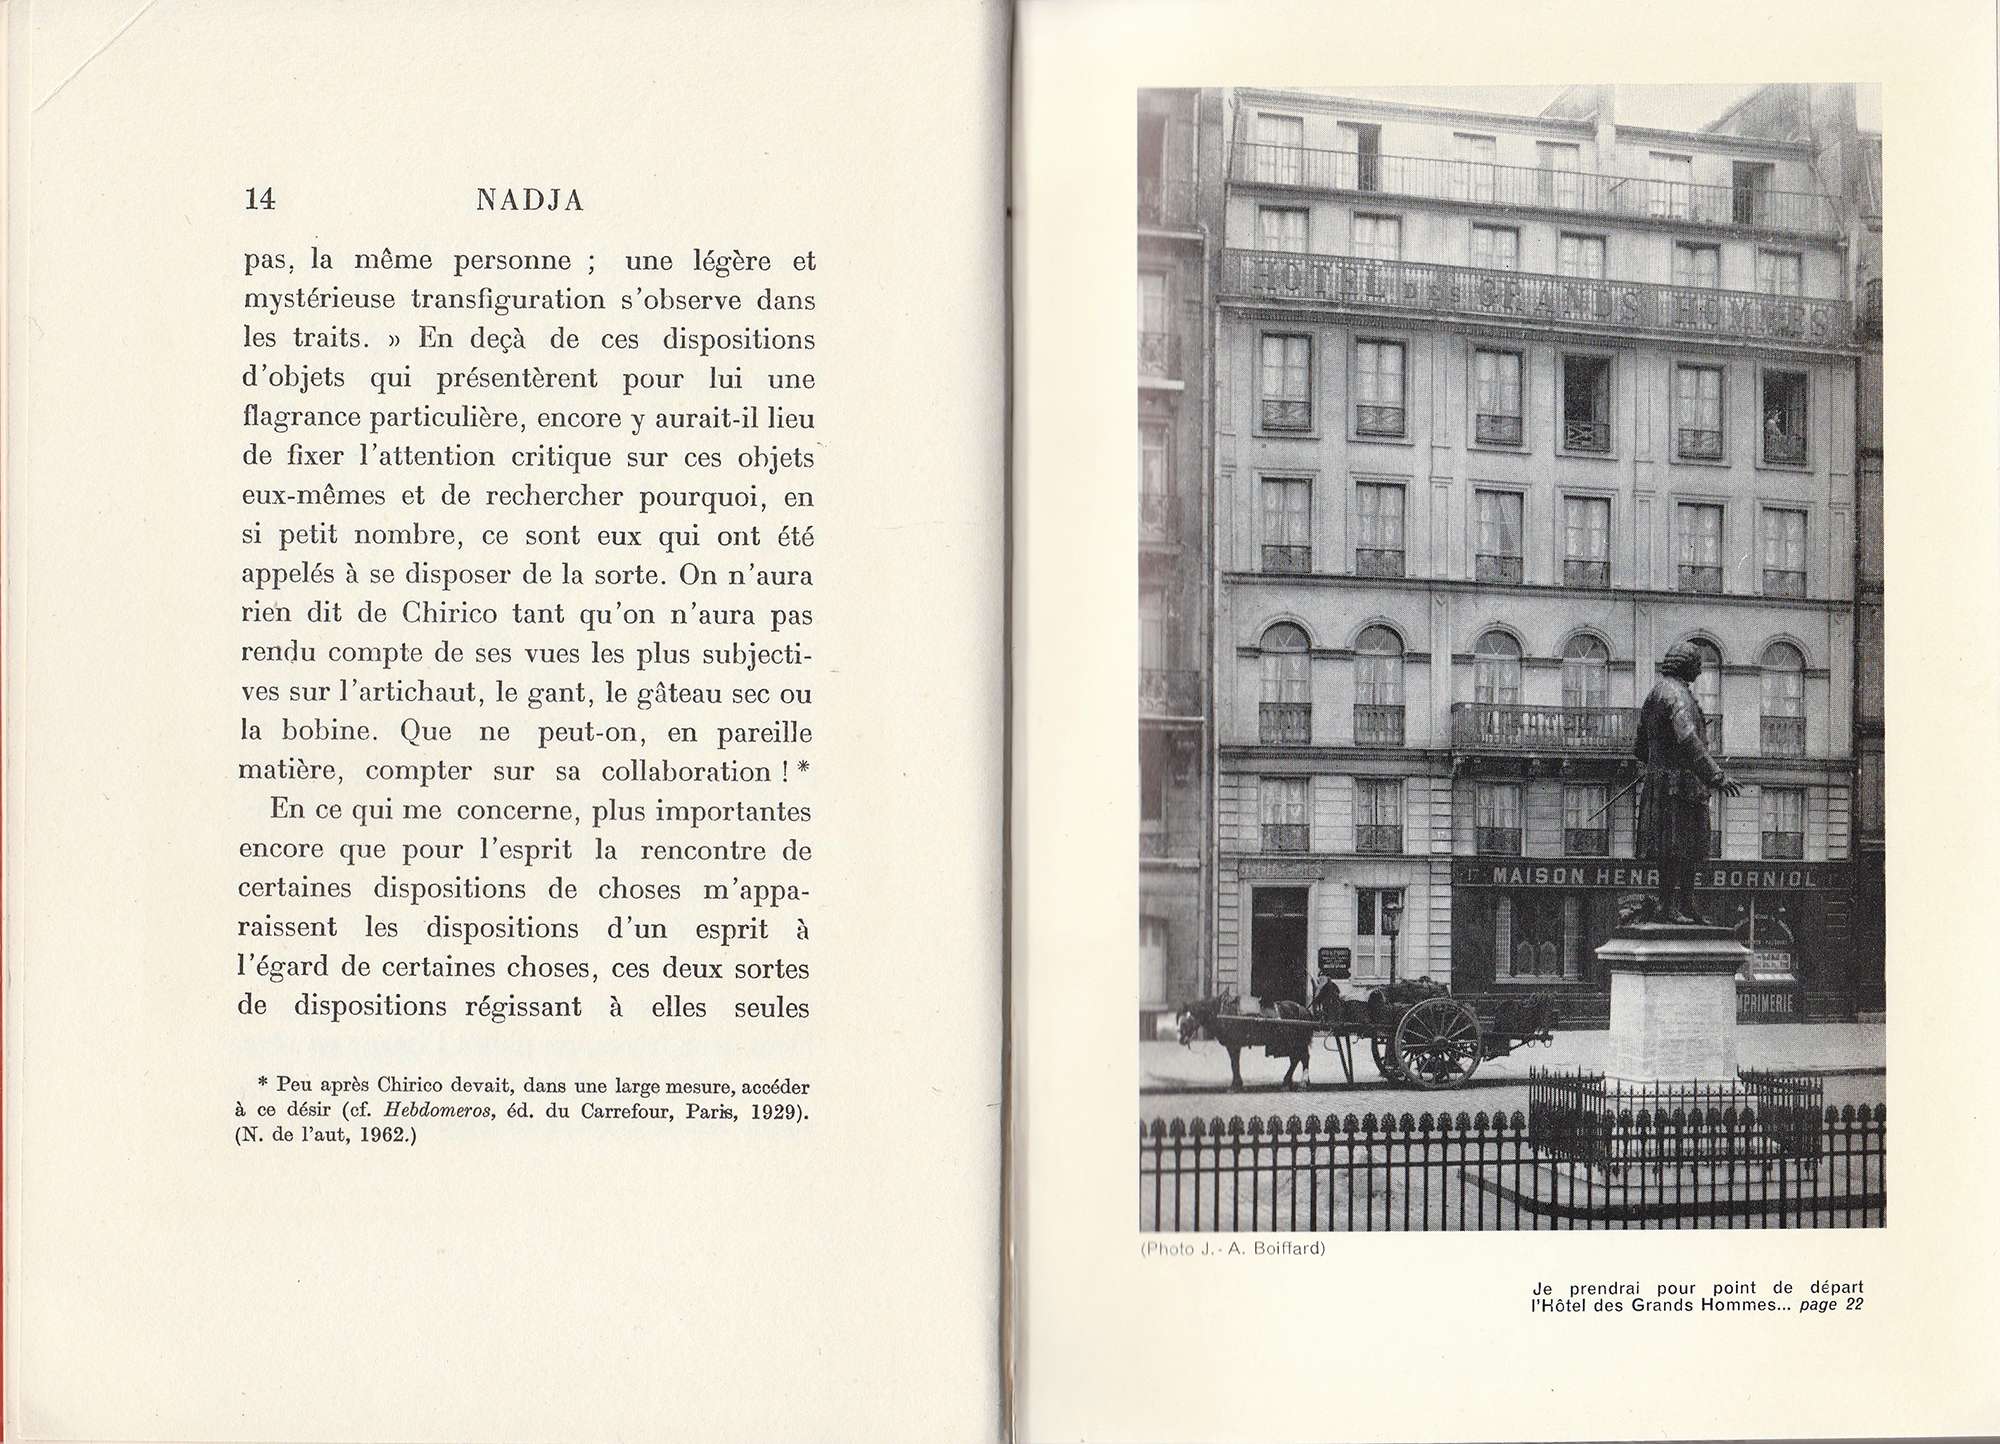 14 NADJA
pas, la même personne ; une légère et
mystérieuse transfiguration s'observe dans
les traits. » En deçà de ces dispositions
d'objets qui présentèrent pour lui une
flagrance particulière, encore y aurait-il lieu
de fixer l'attention critique sur ces objets
eux-mêmes et de rechercher pourquoi, en
si petit nombre, ce sont eux qui ont été
appelés à se disposer de la sorte. On n'aura
rien dit de Chirico tant qu'on n'aura pas
rendu compte de ses vues les plus subjecti-
ves sur l'artichaut, le gant, le gâteau sec ou
la bobine. Que ne peut-on, en pareille
matière, compter sur sa collaboration ! *
En ce qui me concerne, plus importantes
encore que pour l'esprit la rencontre de
certaines dispositions de choses m'appa-
raissent les dispositions d'un esprit à
l'égard de certaines choses, ces deux sortes
de dispositions régissant à elles seules
* Peu après Chirico devait, dans une large mesure, accéder
à ce désir (cf. Hebdomeros, éd. du Carrefour, Paris, 1929).
(N. de l'aut, 1962.)
HOTEL DES GRANDS HOMMES
MAISON HENR E BORNIOL
MPRIMERIE
(Photo J.- A. Boiffard)
Je prendrai pour point de départ
l'Hôtel des Grands Hommes... page 22